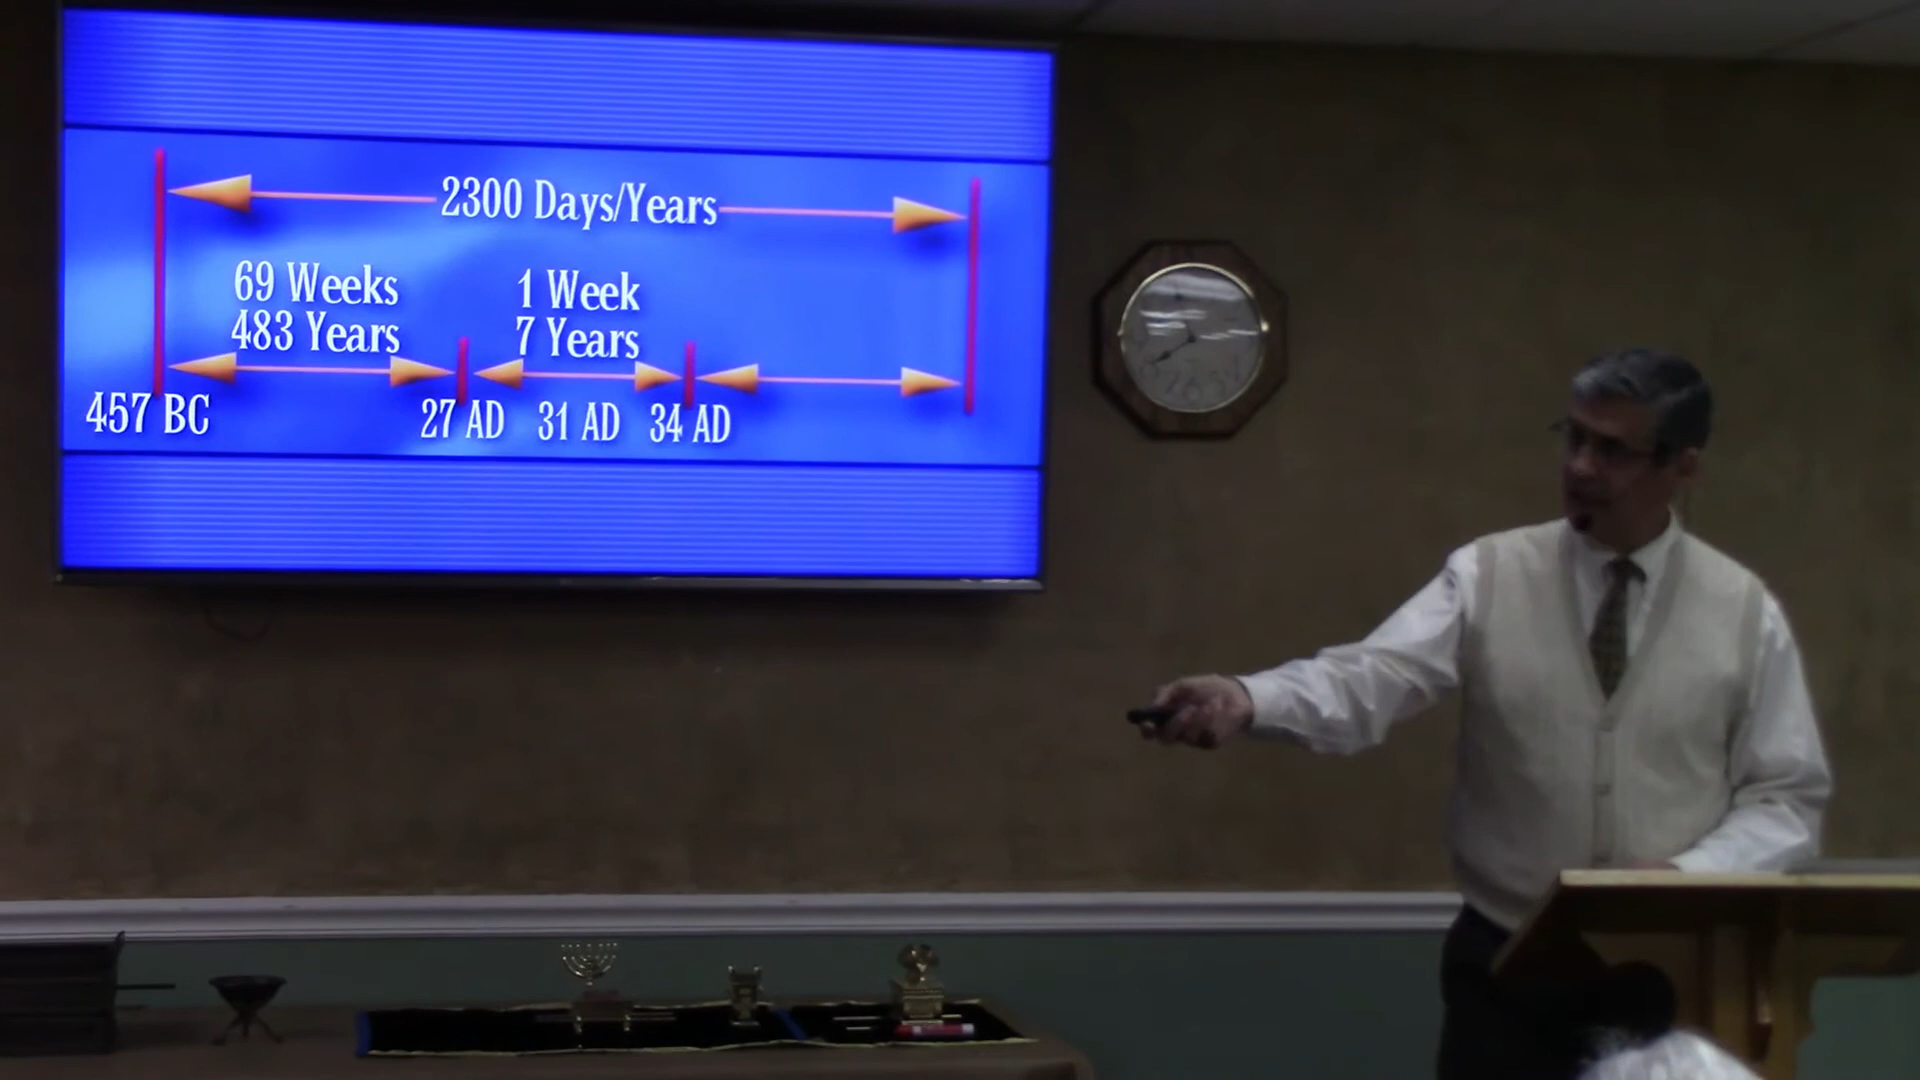 2300 Days/Years
69 Weeks
483 Years
1 Week
7 Years
457 BC
27 AD
31 AD
34 AD